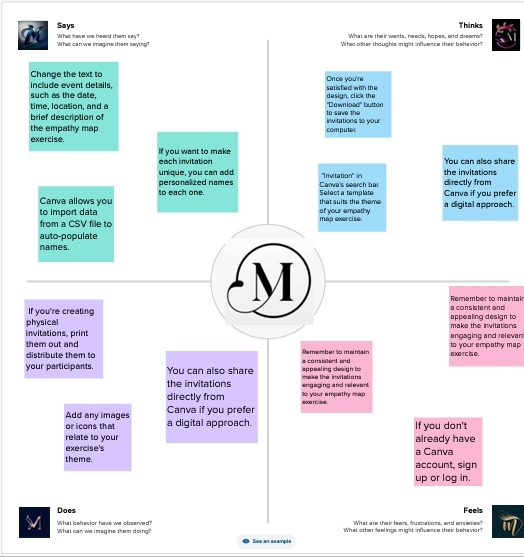 Says
What have we heard them say?
What can we imagine them saying?
Thinks
What are their wants, needs, hopes, and dreams?
What other thoughts might influence their behavior?
Change the text to
include event details,
such as the date,
time, location, and a
brief description of
the empathy map
exercise.
If you want to make
each invitation
unique, you can add
personalized names
to each one.
Canva allows you
to import data
from a CSV file to
auto-populate
names.
Once you're
satisfied with the
design, click the
"Download" button
to save the
invitations to your
computer.
You can also share
the invitations
directly from
Canva if you prefer
a digital approach.
"Invitation" in
Canva's search bar.
Select a template
that suits the theme
of your empathy
map exercise.
M
If you're creating
physical
invitations, print
them out and
distribute them to
your participants.
You can also share
the invitations
directly from
Canva if you prefer
a digital approach.
Add any images
or icons that
relate to your
exercise's
theme.
Remember to maintain
a consistent and
appealing design to
make the invitations
engaging and relevant
to your empathy map
exercise.
Remember to maintain
a consistent and
appealing design to
make the invitations
engaging and relevant
to your empathy map
exercise.
If you don't
already have
a Canva
account, sign
up or log in.
Does
What behavior have we observed?
What can we imagine them doing?
Feels
What are their fears, frustrations, and anxieties?
What other feelings might influence their behavior?
See an example